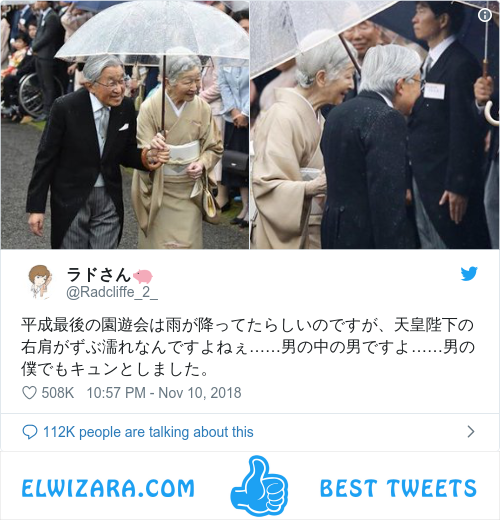 ラドさん🐷
@Radcliffe_2_
平成最後の園遊会は雨が降ってたらしいのですが、天皇陛下の
右肩がずぶ濡れなんですよねぇ……男の中の男ですよ……男の
僕でもキュンとしました。
508K 10:57 PM - Nov 10, 2018
112K people are talking about this
ELWIZARA.COM BEST TWEETS